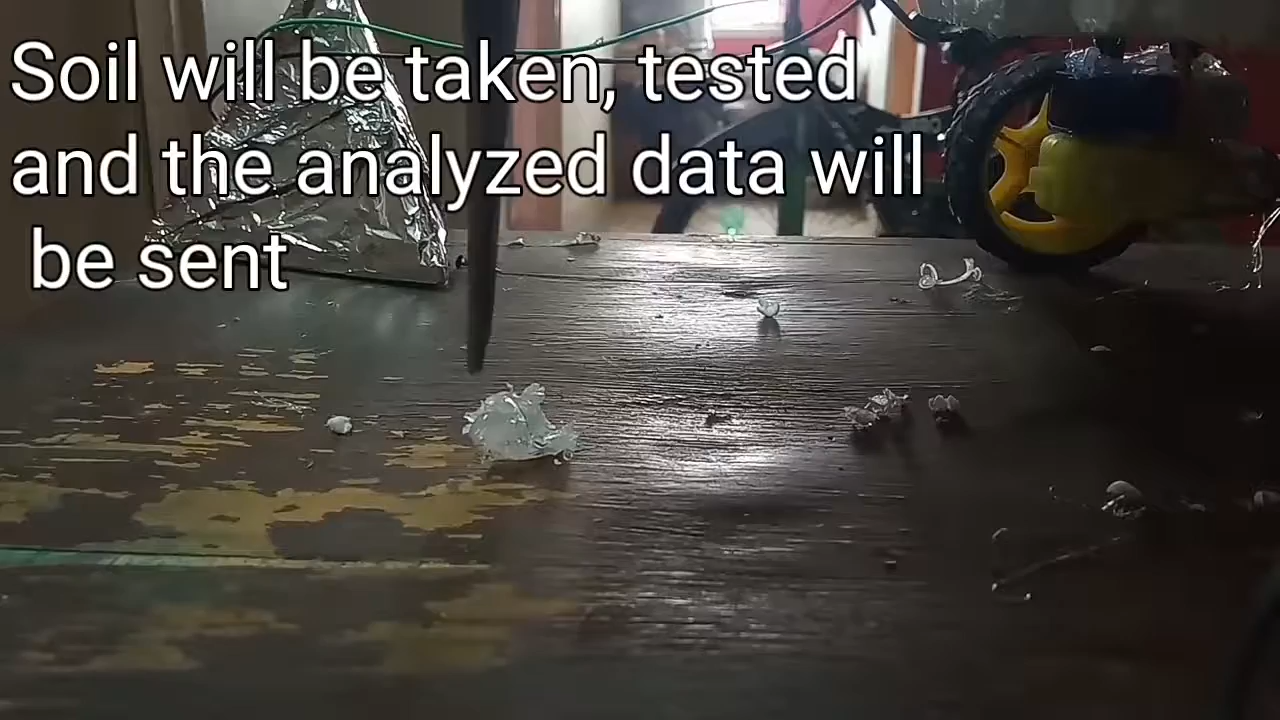 Soil will be taken, tested
and the analyzed data will
be sent